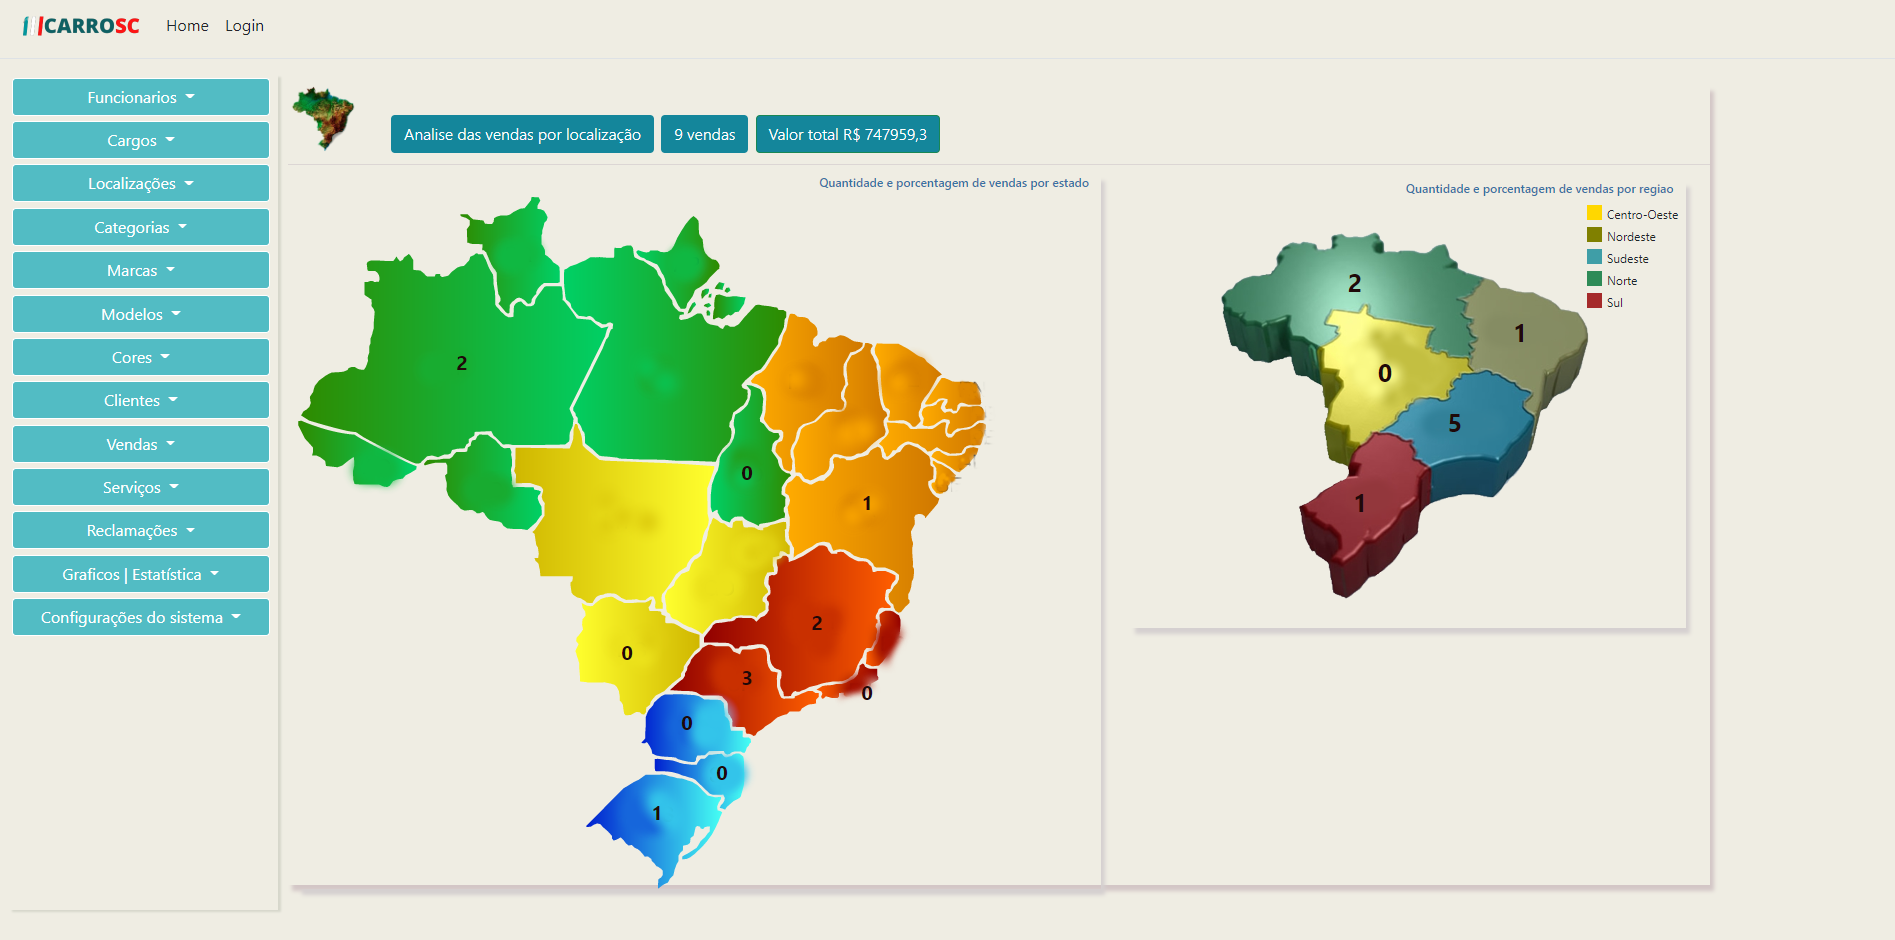 CARROSC Home Login
Funcionarios
Cargos
Localizações
Categorias
Marcas
Modelos
Cores
Clientes
Vendas
Serviços
Reclamações
Graficos | Estatística
Configurações do sistema
Analise das vendas por localização 9 vendas Valor total R$ 747959,3
Quantidade e porcentagem de vendas por estado
2
0
1
2
0
3
0
0
0
1
Quantidade e porcentagem de vendas por regiao
Centro-Oeste
Nordeste
Sudeste
Norte
Sul
2
1
0
5
1